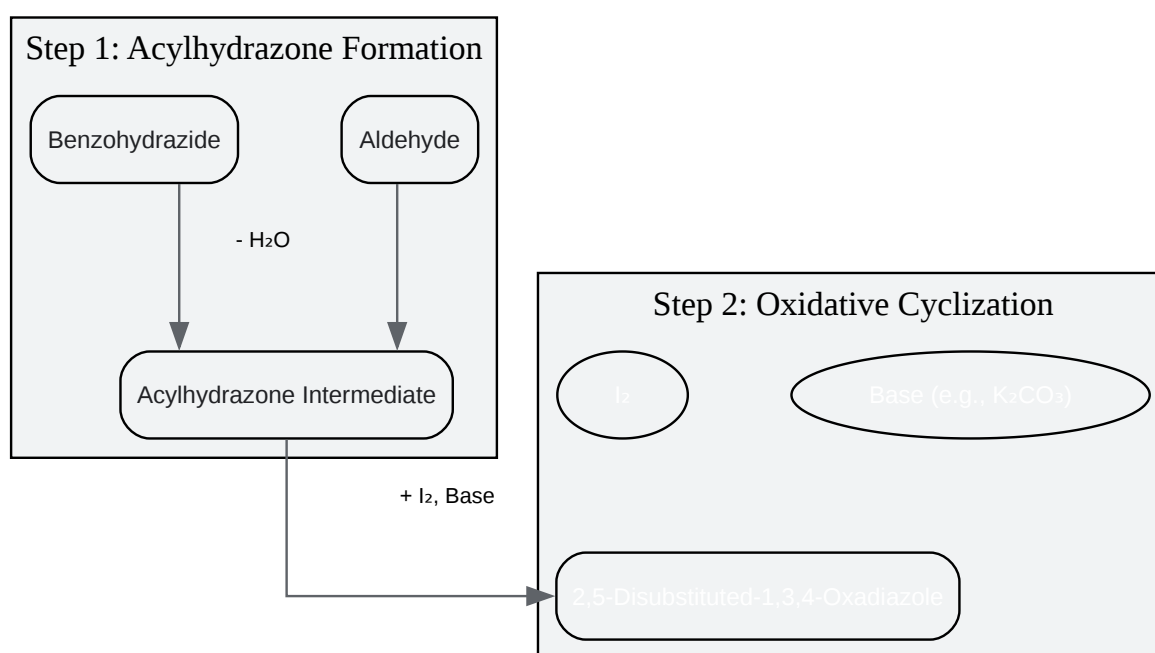 Step 1: Acylhydrazone Formation
Benzohydrazide
Aldehyde
- H₂O
Acylhydrazone Intermediate
+ I₂, Base
Step 2: Oxidative Cyclization
I₂
Base (e.g., K₂CO₃)
2,5-Disubstituted-1,3,4-Oxadiazole